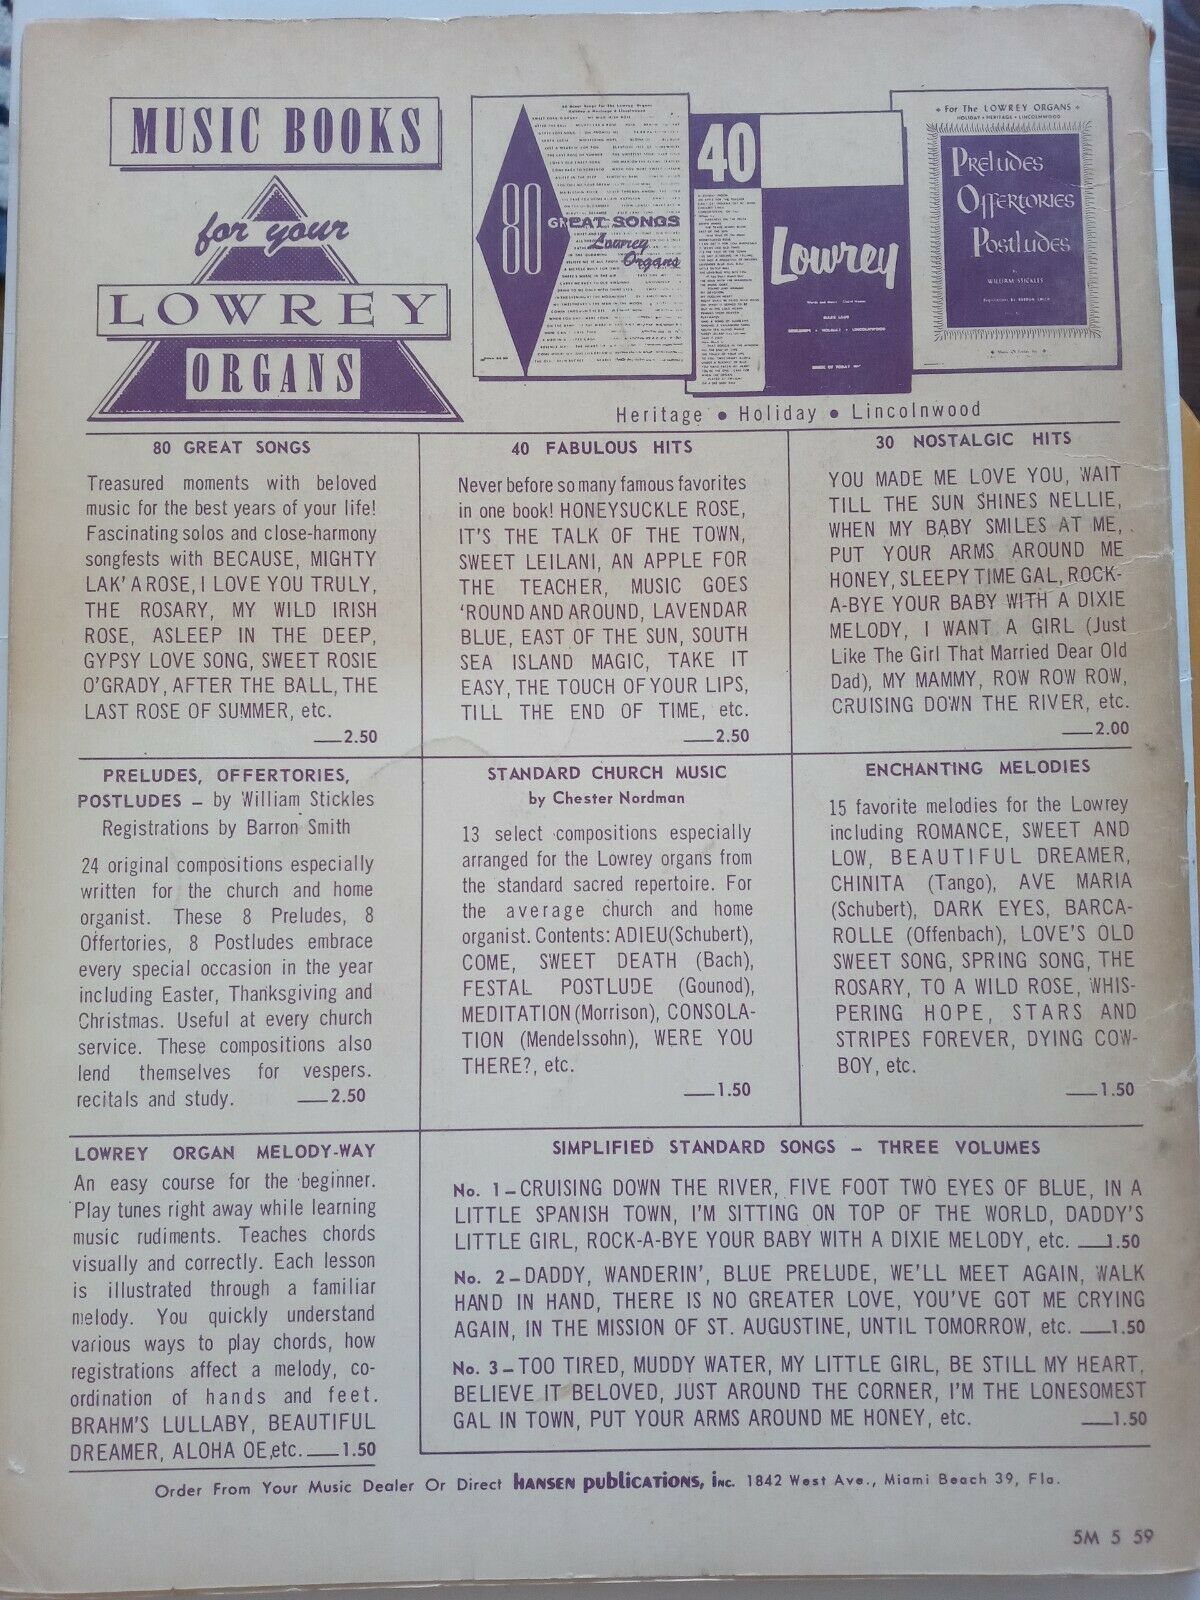 MUSIC BOOKS
for your
LOWREY
ORGANS
80
GREAT SONGS
Lowrey
Organs
40
Lowrey
MUSIC OF TODAY
For The LOWREY ORGANS
HOLIDAY • HERITAGE • LINCOLNWOOD
Preludes
Offertories
Postludes
by
WILLIAM STICKLES
Heritage • Holiday • Lincolnwood
80 GREAT SONGS
Treasured moments with beloved
music for the best years of your life!
Fascinating solos and close-harmony
songfests with BECAUSE, MIGHTY
LAK' A ROSE, I LOVE YOU TRULY,
THE ROSARY, MY WILD IRISH
ROSE, ASLEEP IN THE DEEP,
GYPSY LOVE SONG, SWEET ROSIE
O'GRADY, AFTER THE BALL, THE
LAST ROSE OF SUMMER, etc.
___2.50
40 FABULOUS HITS
Never before so many famous favorites
in one book! HONEYSUCKLE ROSE,
IT'S THE TALK OF THE TOWN,
SWEET LEILANI, AN APPLE FOR
THE TEACHER, MUSIC GOES
'ROUND AND AROUND, LAVENDAR
BLUE, EAST OF THE SUN, SOUTH
SEA ISLAND MAGIC, TAKE IT
EASY, THE TOUCH OF YOUR LIPS,
TILL THE END OF TIME, etc.
___2.50
30 NOSTALGIC HITS
YOU MADE ME LOVE YOU, WAIT
TILL THE SUN SHINES NELLIE,
WHEN MY BABY SMILES AT ME,
PUT YOUR ARMS AROUND ME
HONEY, SLEEPY TIME GAL, ROCK-
A-BYE YOUR BABY WITH A DIXIE
MELODY, I WANT A GIRL (Just
Like The Girl That Married Dear Old
Dad), MY MAMMY, ROW ROW ROW,
CRUISING DOWN THE RIVER, etc.
___2.00
PRELUDES, OFFERTORIES,
POSTLUDES – by William Stickles
Registrations by Barron Smith
24 original compositions especially
written for the church and home
organist. These 8 Preludes, 8
Offertories, 8 Postludes embrace
every special occasion in the year
including Easter, Thanksgiving and
Christmas. Useful at every church
service. These compositions also
lend themselves for vespers.
recitals and study. ___2.50
STANDARD CHURCH MUSIC
by Chester Nordman
13 select compositions especially
arranged for the Lowrey organs from
the standard sacred repertoire. For
the average church and home
organist. Contents: ADIEU(Schubert),
COME, SWEET DEATH (Bach),
FESTAL POSTLUDE (Gounod),
MEDITATION (Morrison), CONSOLA-
TION (Mendelssohn), WERE YOU
THERE?, etc.
___1.50
ENCHANTING MELODIES
15 favorite melodies for the Lowrey
including ROMANCE, SWEET AND
LOW, BEAUTIFUL DREAMER,
CHINITA (Tango), AVE MARIA
(Schubert), DARK EYES, BARCA-
ROLLE (Offenbach), LOVE'S OLD
SWEET SONG, SPRING SONG, THE
ROSARY, TO A WILD ROSE, WHIS-
PERING HOPE, STARS AND
STRIPES FOREVER, DYING COW-
BOY, etc.
___1.50
LOWREY ORGAN MELODY-WAY
An easy course for the beginner.
Play tunes right away while learning
music rudiments. Teaches chords
visually and correctly. Each lesson
is illustrated through a familiar
melody. You quickly understand
various ways to play chords, how
registrations affect a melody, co-
ordination of hands and feet.
BRAHM'S LULLABY, BEAUTIFUL
DREAMER, ALOHA OE, etc. ___1.50
SIMPLIFIED STANDARD SONGS – THREE VOLUMES
No. 1 – CRUISING DOWN THE RIVER, FIVE FOOT TWO EYES OF BLUE, IN A
LITTLE SPANISH TOWN, I'M SITTING ON TOP OF THE WORLD, DADDY'S
LITTLE GIRL, ROCK-A-BYE YOUR BABY WITH A DIXIE MELODY, etc. ___1.50
No. 2 – DADDY, WANDERIN', BLUE PRELUDE, WE'LL MEET AGAIN, WALK
HAND IN HAND, THERE IS NO GREATER LOVE, YOU'VE GOT ME CRYING
AGAIN, IN THE MISSION OF ST. AUGUSTINE, UNTIL TOMORROW, etc. ___1.50
No. 3 – TOO TIRED, MUDDY WATER, MY LITTLE GIRL, BE STILL MY HEART,
BELIEVE IT BELOVED, JUST AROUND THE CORNER, I'M THE LONESOMEST
GAL IN TOWN, PUT YOUR ARMS AROUND ME HONEY, etc. ___1.50
Order From Your Music Dealer Or Direct HANSEN PUBLICATIONS, INC. 1842 West Ave., Miami Beach 39, Fla.
5M 5 59